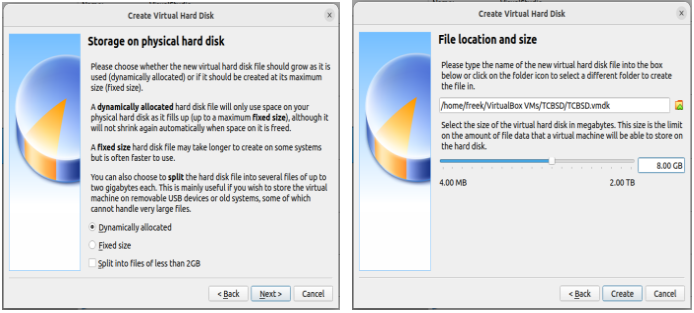 Create Virtual Hard Disk
Storage on physical hard disk
Please choose whether the new virtual hard disk file should grow as it is
used (dynamically allocated) or if it should be created at its maximum
size (fixed size).
A dynamically allocated hard disk file will only use space on your
physical hard disk as it fills up (up to a maximum fixed size), although it
will not shrink again automatically when space on it is freed.
A fixed size hard disk file may take longer to create on some systems
but is often faster to use.
You can also choose to split the hard disk file into several files of up to
two gigabytes each. This is mainly useful if you wish to store the virtual
machine on removable USB devices or old systems, some of which
cannot handle very large files.
Dynamically allocated
Fixed size
Split into files of less than 2GB
< Back Next > Cancel
Create Virtual Hard Disk
File location and size
Please type the name of the new virtual hard disk file into the box
below or click on the folder icon to select a different folder to create
the file in.
/home/freek/VirtualBox VMs/TCBSD/TCBSD.vmdk
Select the size of the virtual hard disk in megabytes. This size is the limit
on the amount of file data that a virtual machine will be able to store on
the hard disk.
8.00 GB
4.00 MB 2.00 TB
< Back Create Cancel